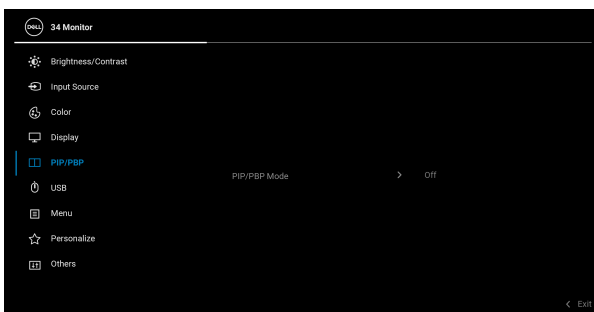 DELL
34 Monitor
Brightness/Contrast
Input Source
Color
Display
PIP/PBP
PIP/PBP Mode Off
USB
Menu
Personalize
Others
Exit